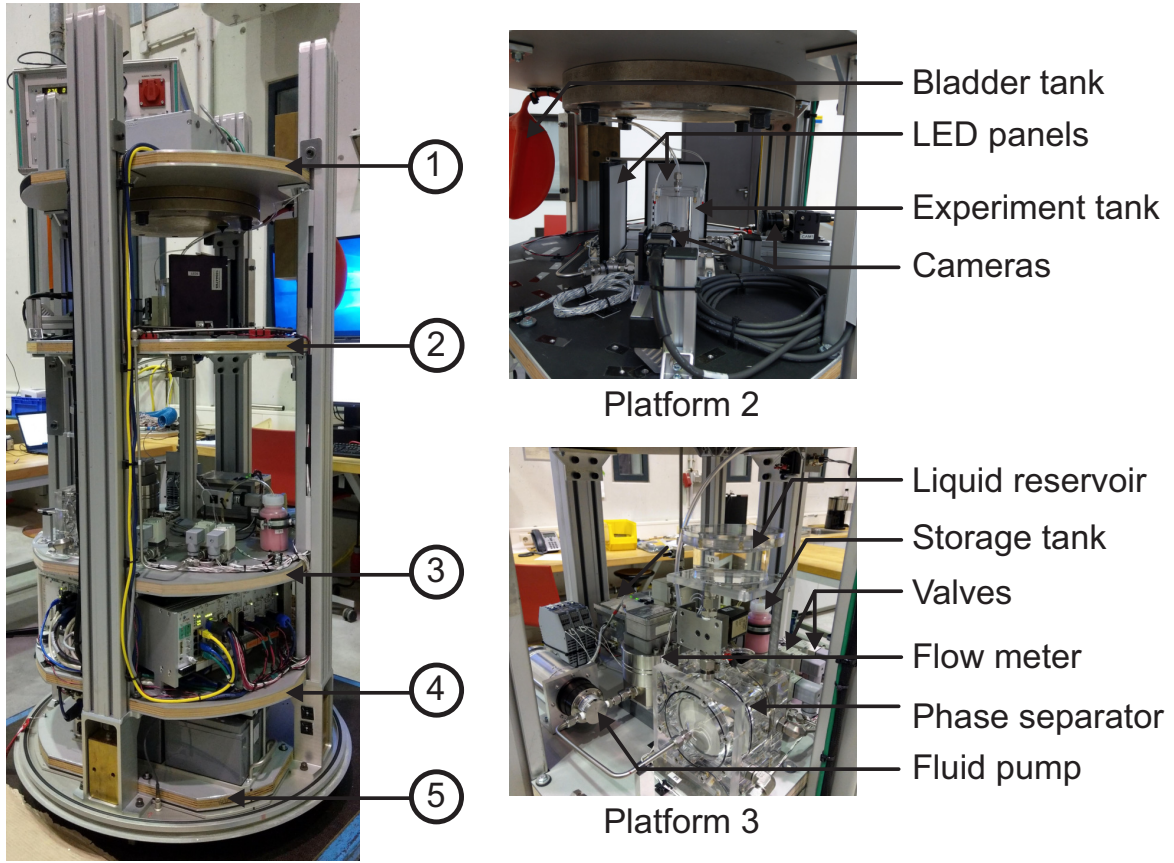 1
2
3
4
5
Bladder tank
LED panels
Experiment tank
Cameras
Platform 2
Liquid reservoir
Storage tank
Valves
Flow meter
Phase separator
Fluid pump
Platform 3